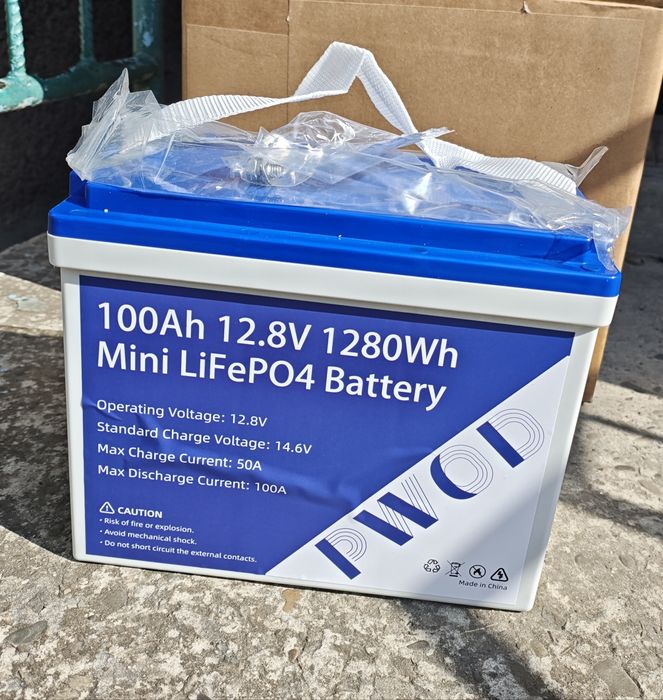 100Ah 12.8V 1280Wh
Mini LiFePO4 Battery
Operating Voltage: 12.8V
Standard Charge Voltage: 14.6V
Max Charge Current: 50A
Max Discharge Current: 100A
CAUTION
• Risk of fire or explosion.
• Avoid mechanical shock.
• Do not short circuit the external contacts.
PWOD
Made in China